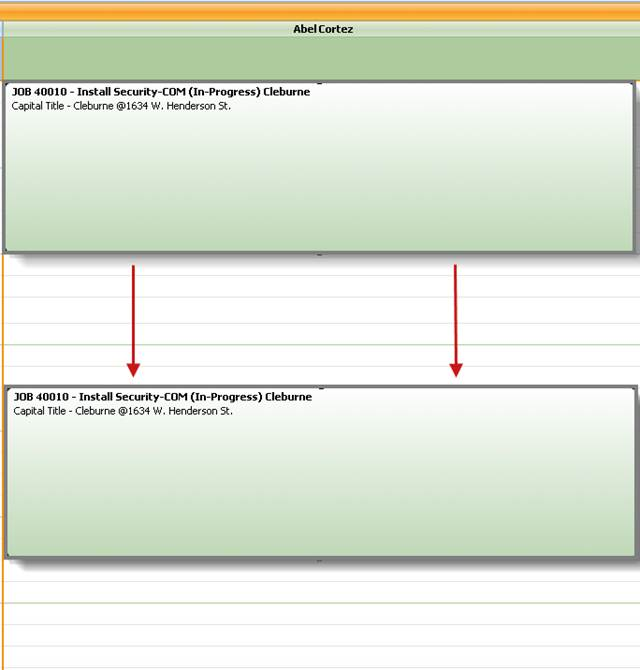 Abel Cortez
JOB 40010 - Install Security-COM (In-Progress) Cleburne
Capital Title - Cleburne @1634 W. Henderson St.
JOB 40010 - Install Security-COM (In-Progress) Cleburne
Capital Title - Cleburne @1634 W. Henderson St.